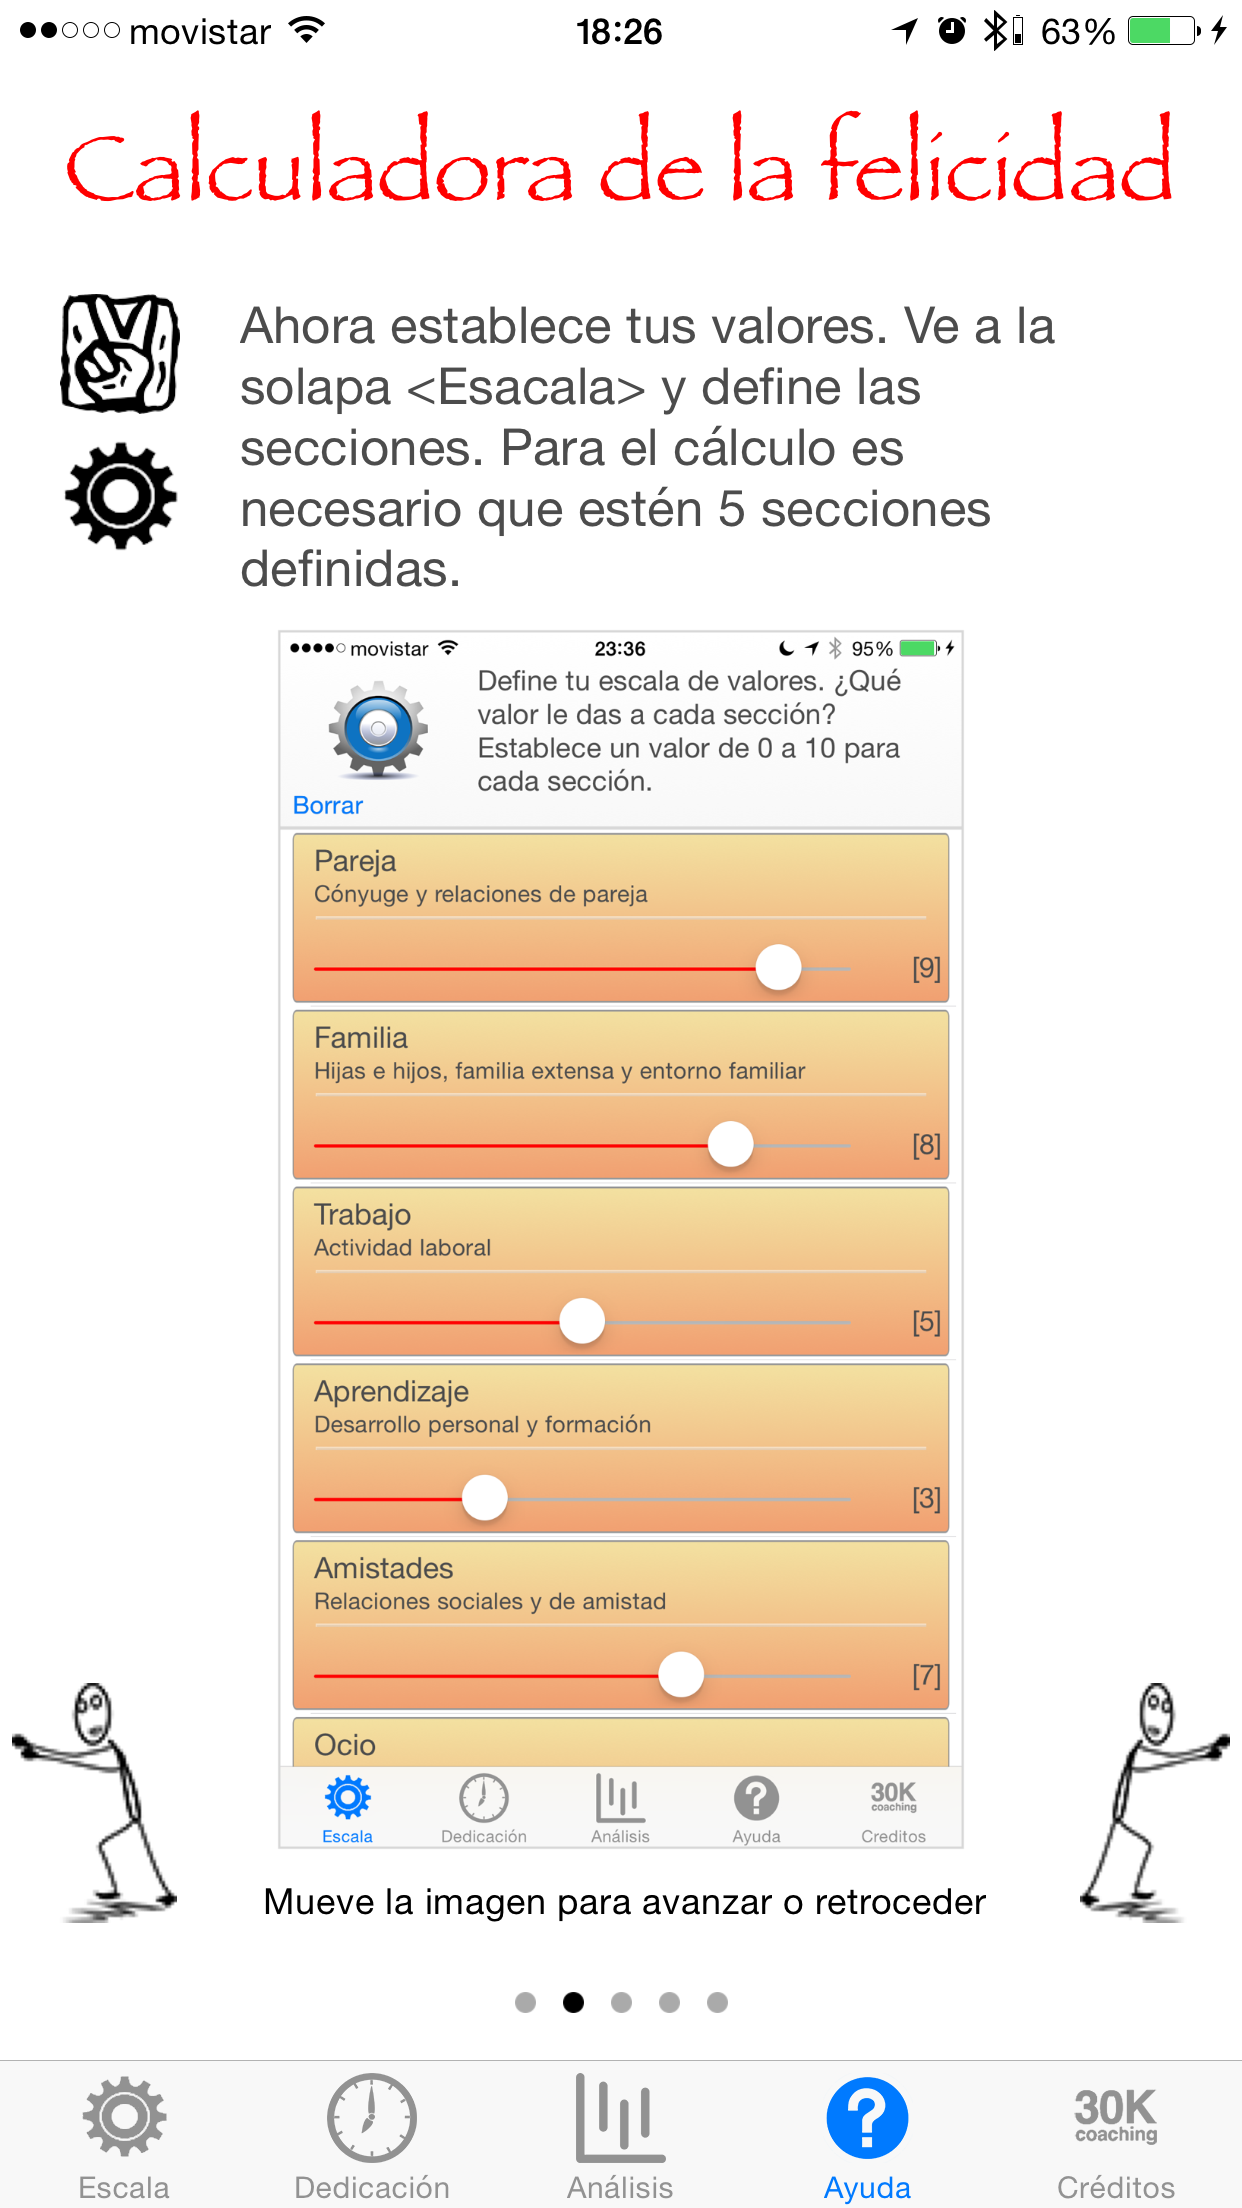 movistar 18:26 63%
Calculadora de la felicidad
Ahora establece tus valores. Ve a la
solapa <Esacala> y define las
secciones. Para el cálculo es
necesario que estén 5 secciones
definidas.
movistar 23:36 95%
Define tu escala de valores. ¿Qué
valor le das a cada sección?
Establece un valor de 0 a 10 para
cada sección.
Borrar
Pareja
Cónyuge y relaciones de pareja
[9]
Familia
Hijas e hijos, familia extensa y entorno familiar
[8]
Trabajo
Actividad laboral
[5]
Aprendizaje
Desarrollo personal y formación
[3]
Amistades
Relaciones sociales y de amistad
[7]
Ocio
30K
coaching
Escala Dedicación Análisis Ayuda Creditos
Mueve la imagen para avanzar o retroceder
30K
coaching
Escala Dedicación Análisis Ayuda Créditos